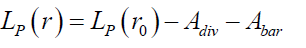 L_P(r) = L_P(r_0) − A_div − A_bar